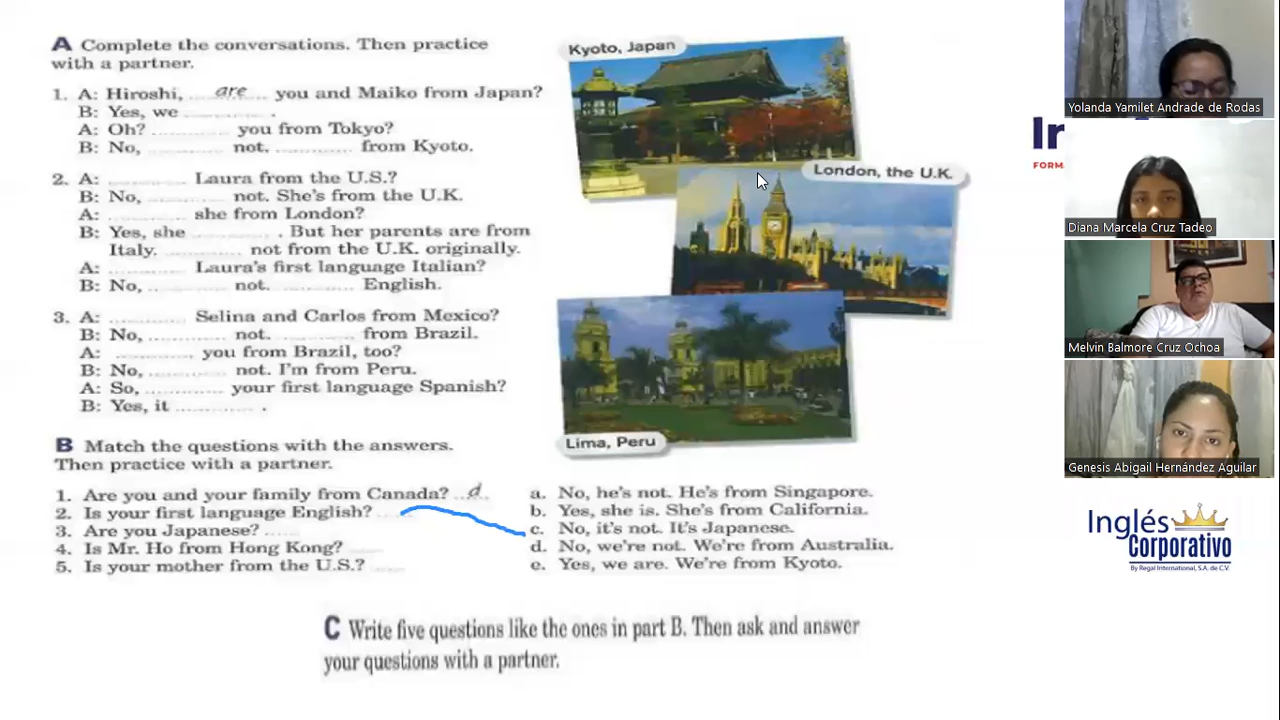 A Complete the conversations. Then practice
with a partner.
1. A: Hiroshi, are you and Maiko from Japan?
B: Yes, we .
A: Oh? you from Tokyo?
B: No, not. from Kyoto.
2. A: Laura from the U.S.?
B: No, not. She's from the U.K.
A: she from London?
B: Yes, she . But her parents are from
Italy. not from the U.K. originally.
A: Laura's first language Italian?
B: No, not. English.
3. A: Selina and Carlos from Mexico?
B: No, not. from Brazil.
A: you from Brazil, too?
B: No, not. I'm from Peru.
A: So, your first language Spanish?
B: Yes, it .
Kyoto, Japan
London, the U.K.
Lima, Peru
B Match the questions with the answers.
Then practice with a partner.
1. Are you and your family from Canada? d
2. Is your first language English?
3. Are you Japanese?
4. Is Mr. Ho from Hong Kong?
5. Is your mother from the U.S.?
a. No, he's not. He's from Singapore.
b. Yes, she is. She's from California.
c. No, it's not. It's Japanese.
d. No, we're not. We're from Australia.
e. Yes, we are. We're from Kyoto.
C Write five questions like the ones in part B. Then ask and answer
your questions with a partner.
Yolanda Yamilet Andrade de Rodas
Diana Marcela Cruz Tadeo
Melvin Balmore Cruz Ochoa
Genesis Abigail Hernández Aguilar
Inglés
Corporativo
By Regal International, S.A. de C.V.